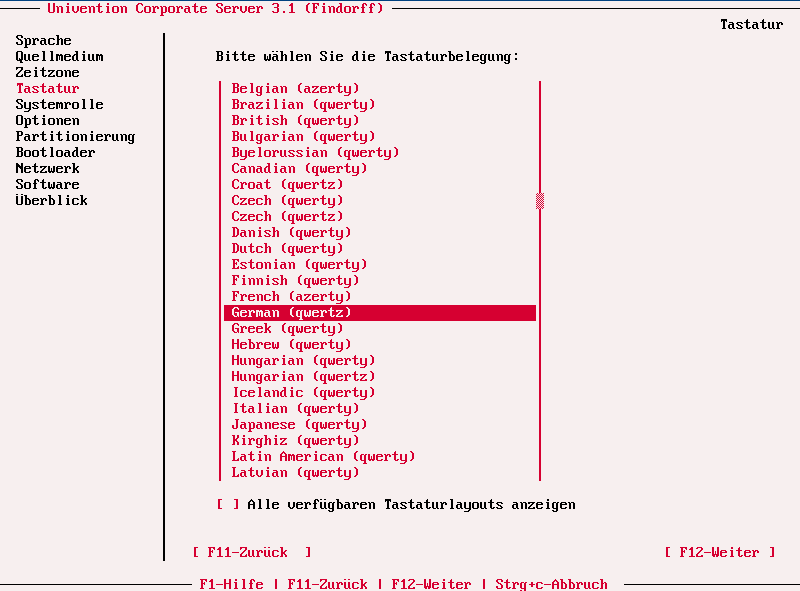 Univention Corporate Server 3.1 (Findorff)
Tastatur
Sprache
Quellmedium
Zeitzone
Tastatur
Systemrolle
Optionen
Partitionierung
Bootloader
Netzwerk
Software
Überblick
Bitte wählen Sie die Tastaturbelegung:
Belgian (azerty)
Brazilian (qwerty)
British (qwerty)
Bulgarian (qwerty)
Byelorussian (qwerty)
Canadian (qwerty)
Croat (qwertz)
Czech (qwerty)
Czech (qwertz)
Danish (qwerty)
Dutch (qwerty)
Estonian (qwerty)
Finnish (qwerty)
French (azerty)
German (qwertz)
Greek (qwerty)
Hebrew (qwerty)
Hungarian (qwerty)
Hungarian (qwertz)
Icelandic (qwerty)
Italian (qwerty)
Japanese (qwerty)
Kirghiz (qwerty)
Latin American (qwerty)
Latvian (qwerty)
[ ] Alle verfügbaren Tastaturlayouts anzeigen
[ F11-Zurück ]
[ F12-Weiter ]
F1-Hilfe | F11-Zurück | F12-Weiter | Strg+c-Abbruch